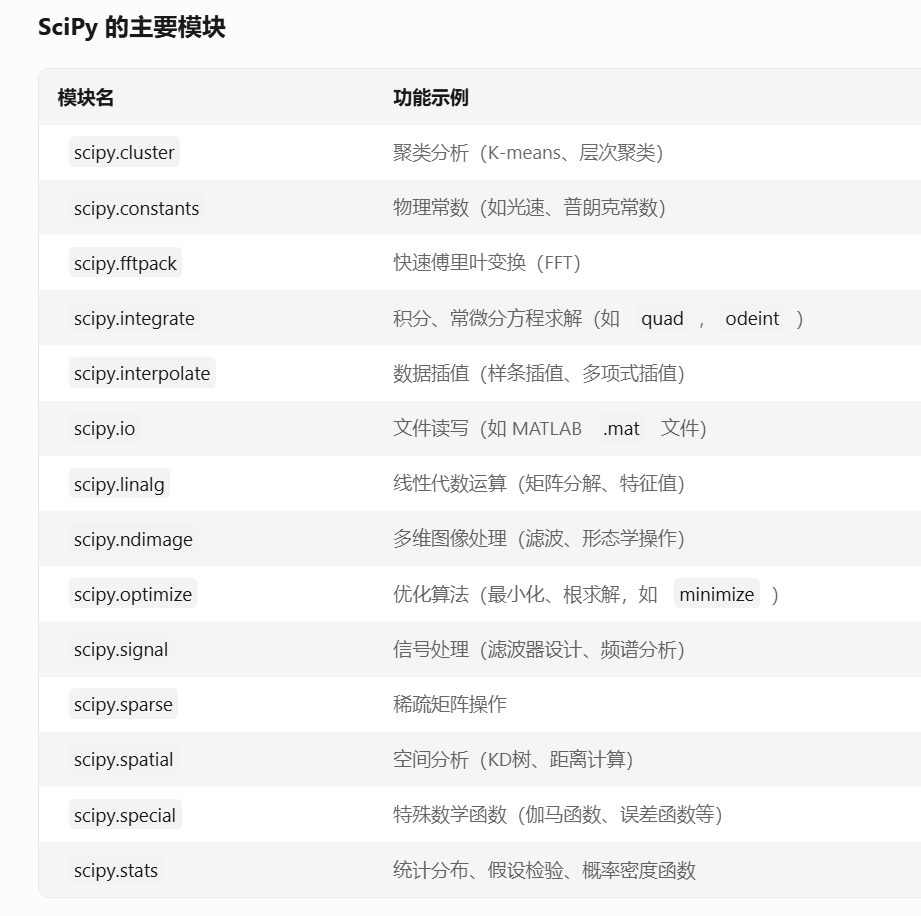 SciPy 的主要模块
模块名 功能示例
scipy.cluster 聚类分析（K-means、层次聚类）
scipy.constants 物理常数（如光速、普朗克常数）
scipy.fftpack 快速傅里叶变换（FFT）
scipy.integrate 积分、常微分方程求解（如 quad ， odeint ）
scipy.interpolate 数据插值（样条插值、多项式插值）
scipy.io 文件读写（如 MATLAB .mat 文件）
scipy.linalg 线性代数运算（矩阵分解、特征值）
scipy.ndimage 多维图像处理（滤波、形态学操作）
scipy.optimize 优化算法（最小化、根求解，如 minimize ）
scipy.signal 信号处理（滤波器设计、频谱分析）
scipy.sparse 稀疏矩阵操作
scipy.spatial 空间分析（KD树、距离计算）
scipy.special 特殊数学函数（伽马函数、误差函数等）
scipy.stats 统计分布、假设检验、概率密度函数